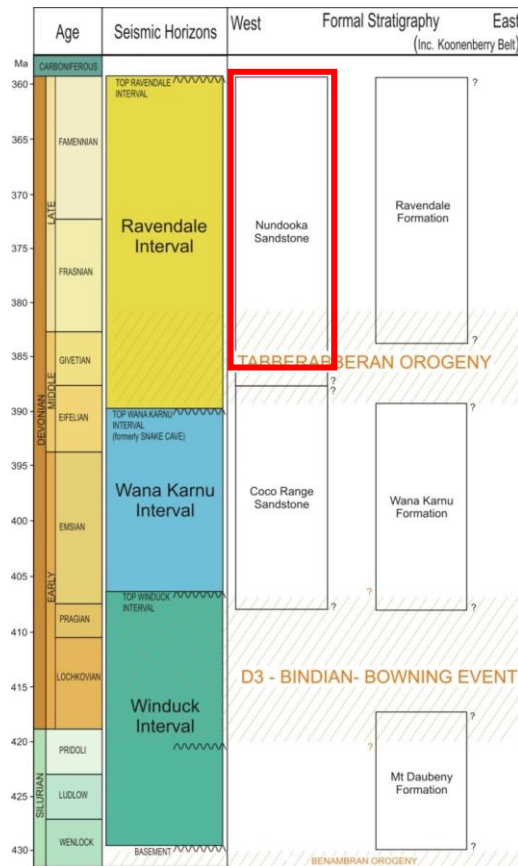 Age
Seismic Horizons
West
Formal Stratigraphy
East
(Inc. Koonenberry Belt)
Ma
CARBONIFEROUS
360
365
370
375
380
385
390
395
400
405
410
415
420
425
430
DEVONIAN
SILURIAN
LATE
MIDDLE
EARLY
FAMENNIAN
FRASNIAN
GIVETIAN
EIFELIAN
EMSIAN
PRAGIAN
LOCHKOVIAN
PRIDOLI
LUDLOW
WENLOCK
TOP RAVENDALE
INTERVAL
Ravendale
Interval
TOP WANA KARNU
INTERVAL
(formerly SNAKE CAVE)
Wana Karnu
Interval
TOP WINDUCK
INTERVAL
Winduck
Interval
BASEMENT
Nundooka
Sandstone
?
Ravendale
Formation
?
TABBERABBERAN OROGENY
?
?
?
Coco Range
Sandstone
?
Wana Karnu
Formation
?
?
D3 - BINDIAN- BOWNING EVENT
?
?
Mt Daubeny
Formation
?
BENAMBRAN OROGENY